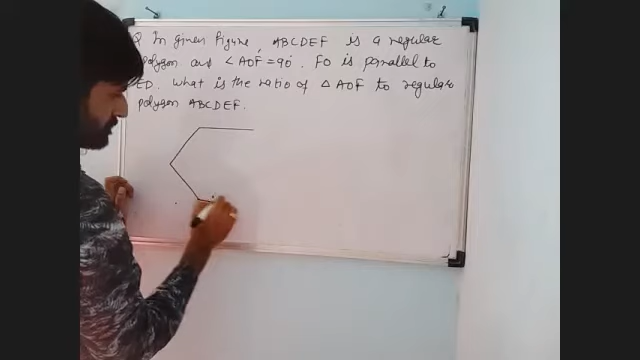 Q In given figure, ABCDEF is a regular
polygon and ∠AOF = 90°. FO is parallel to
ED. What is the ratio of △AOF to regular
polygon ABCDEF.